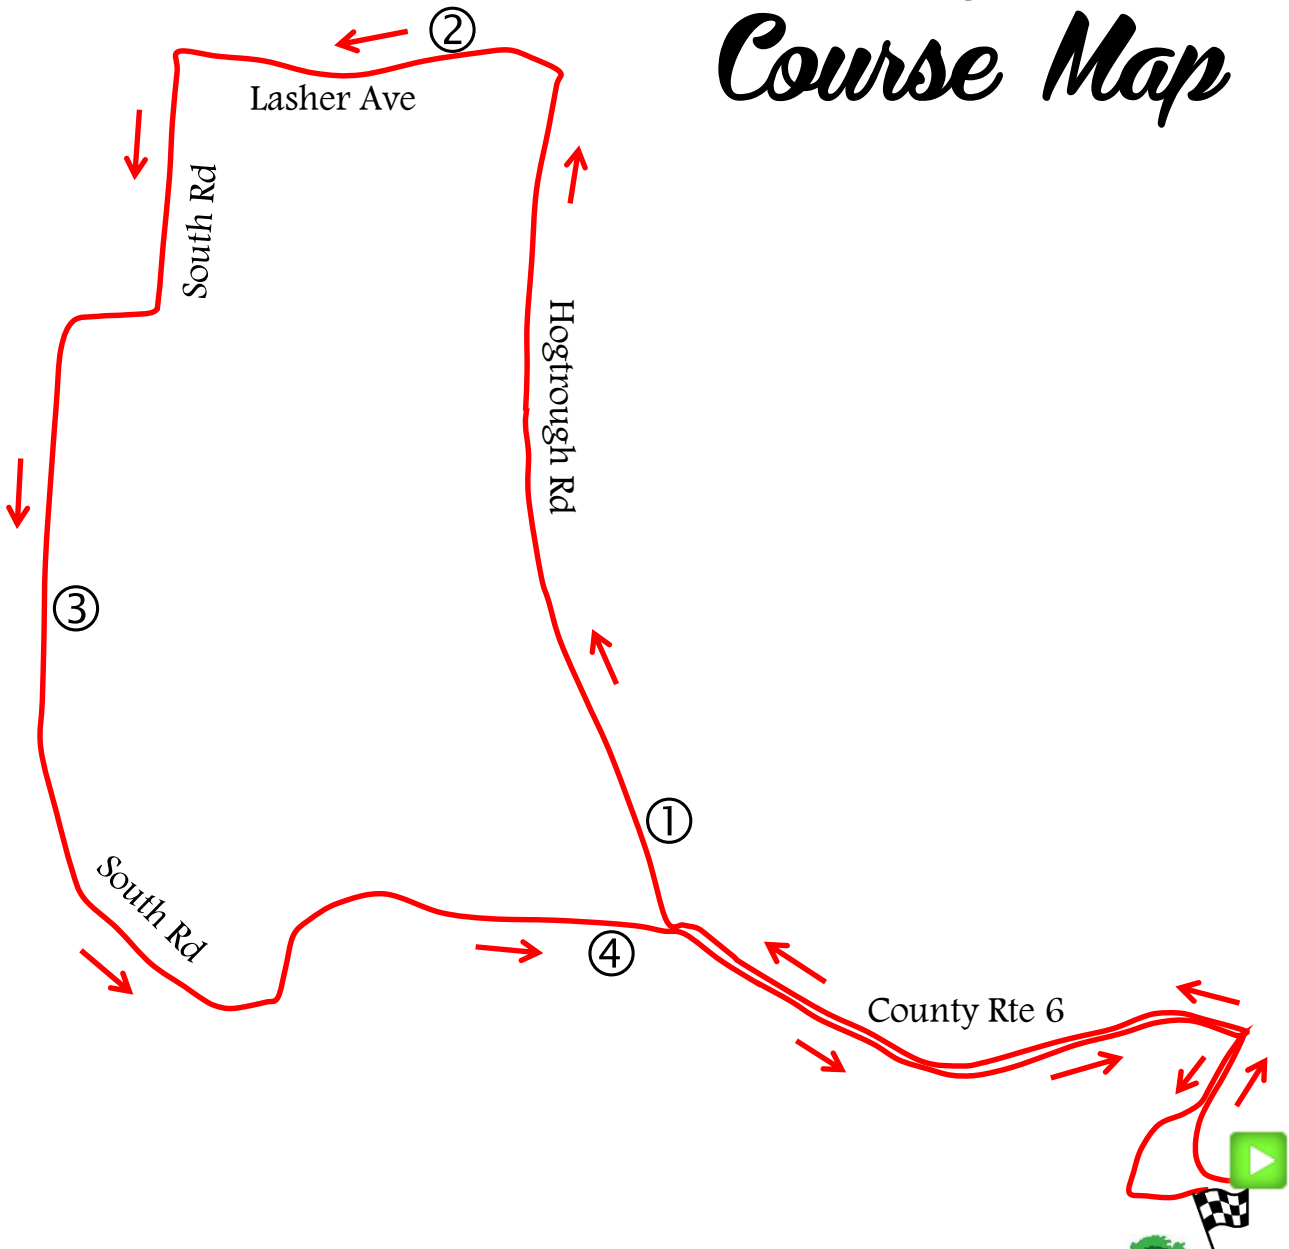 Course Map
②
Lasher Ave
South Rd
Hogtrough Rd
③
①
South Rd
④
County Rte 6